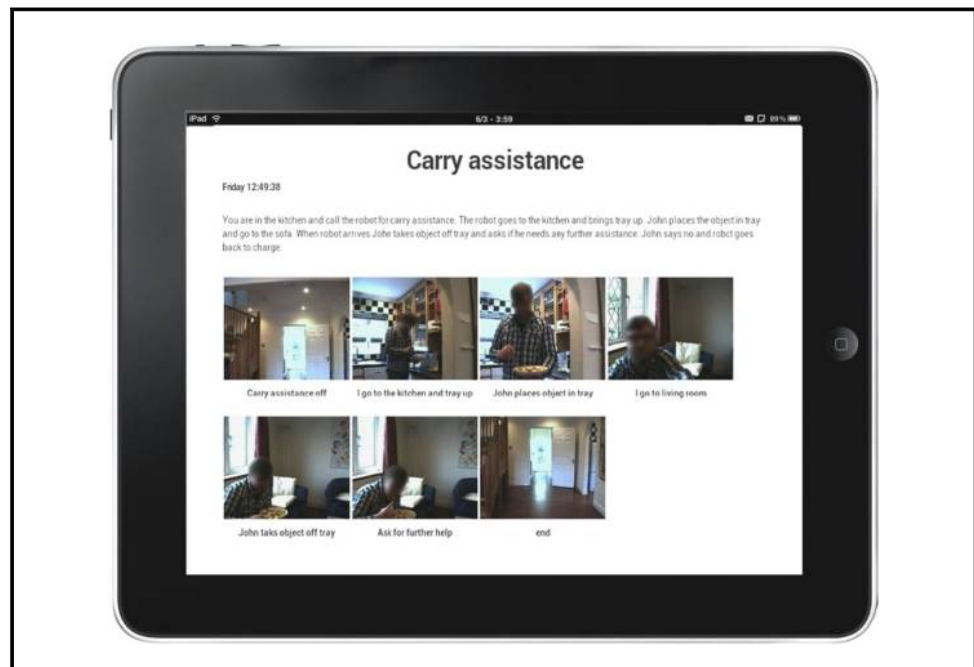 iPad 6/3 - 3:59 89%
Carry assistance
Friday 12:49:38
You are in the kitchen and call the robot for carry assistance. The robot goes to the kitchen and brings tray up. John places the object in tray
and go to the sofa. When robot arrives John takes object off tray and asks if he needs any further assistance. John says no and robot goes
back to charge.
Carry assistance off I go to the kitchen and tray up John places object in tray I go to living room
John taks object off tray Ask for further help end